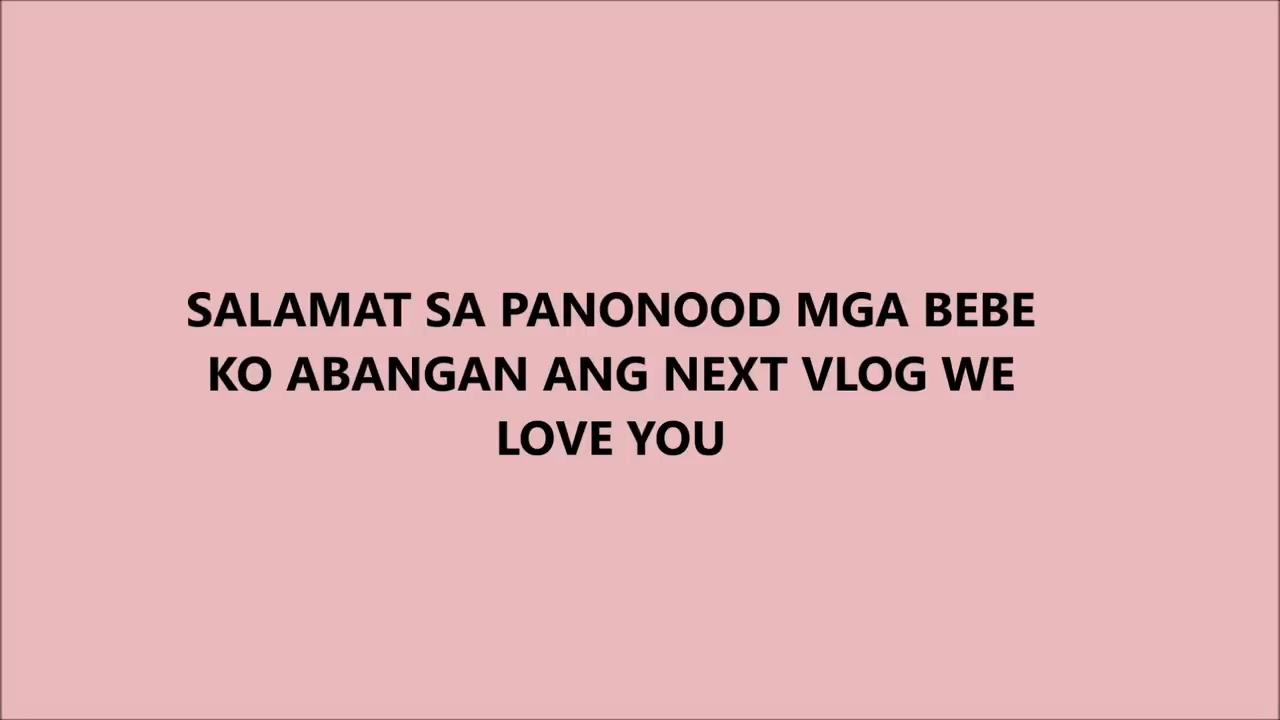 SALAMAT SA PANONOOD MGA BEBE
KO ABANGAN ANG NEXT VLOG WE
LOVE YOU